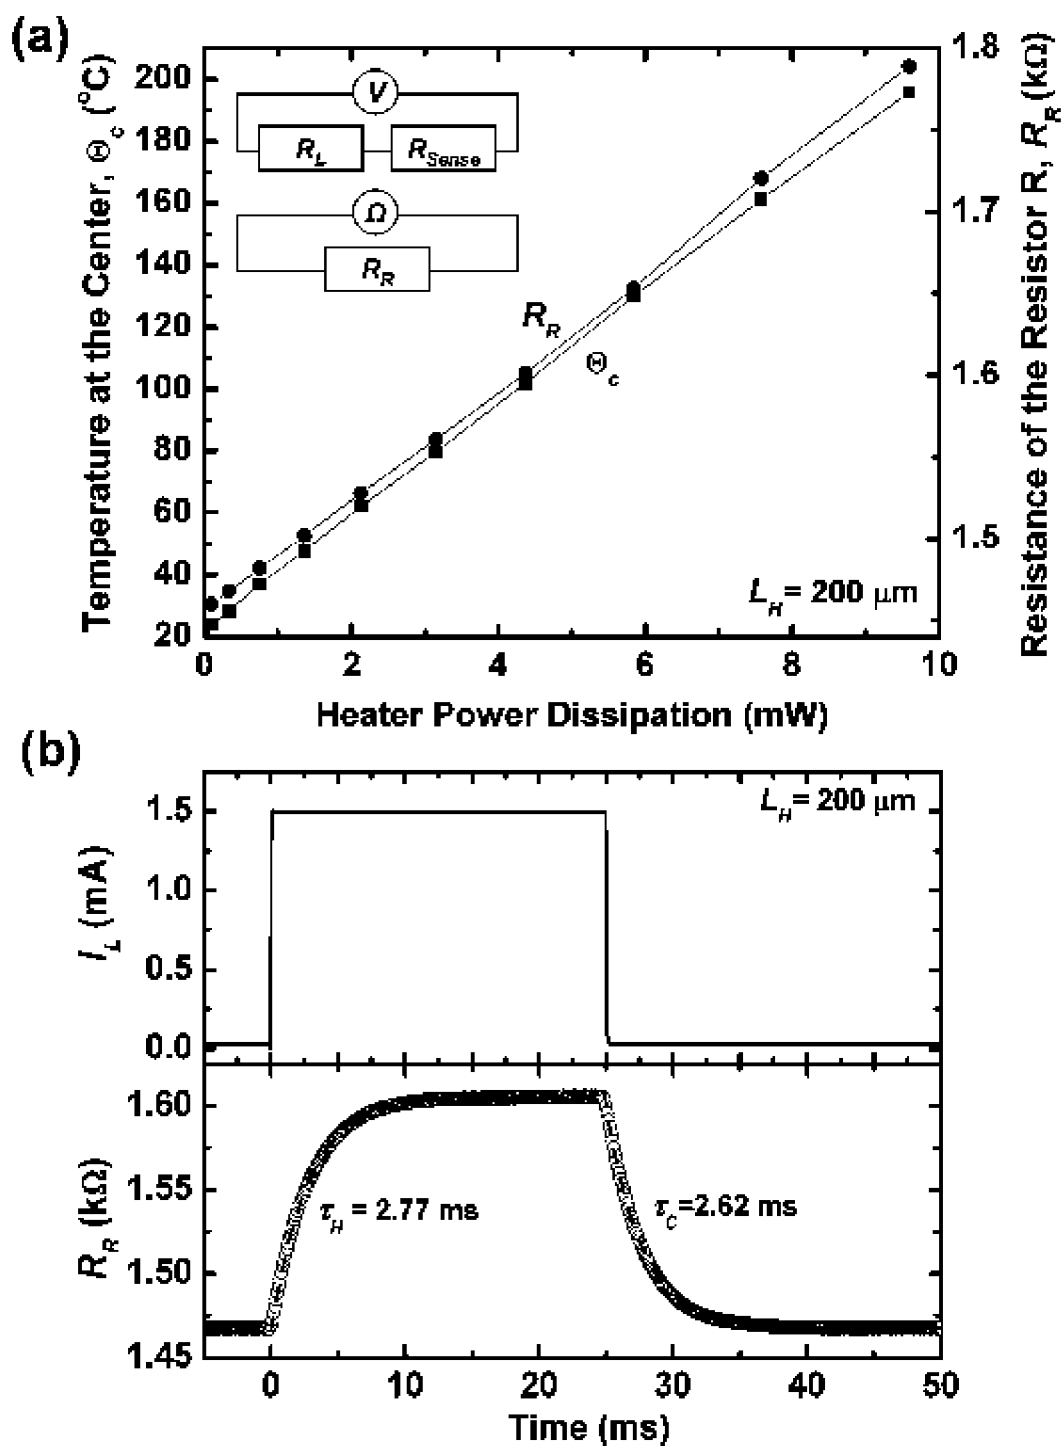 (a)
Temperature at the Center, Θc (°C)
200
180
160
140
120
100
80
60
40
20
V
RL
RSense
Ω
RR
RR
Θc
LH = 200 μm
1.8
1.7
1.6
1.5
Resistance of the Resistor R, RR (kΩ)
0 2 4 6 8 10
Heater Power Dissipation (mW)
(b)
LH = 200 μm
IL (mA)
1.5
1.0
0.5
0.0
RR (kΩ)
1.60
1.55
1.50
1.45
τH = 2.77 ms
τC=2.62 ms
0 10 20 30 40 50
Time (ms)